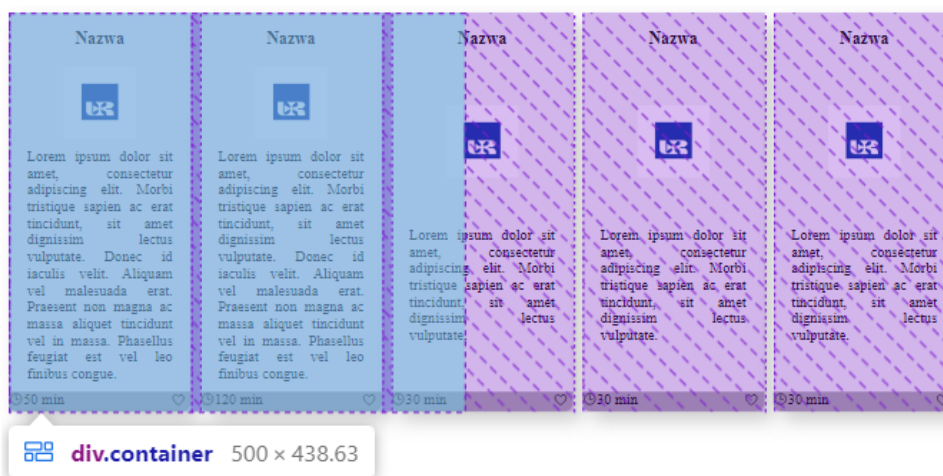 Nazwa
Lorem ipsum dolor sit
amet, consectetur
adipiscing elit. Morbi
tristique sapien ac erat
tincidunt, sit amet
dignissim lectus
vulputate. Donec id
iaculis velit. Aliquam
vel malesuada erat.
Praesent non magna ac
massa aliquet tincidunt
vel in massa. Phasellus
feugiat est vel leo
finibus congue.
50 min
Nazwa
Lorem ipsum dolor sit
amet, consectetur
adipiscing elit. Morbi
tristique sapien ac erat
tincidunt, sit amet
dignissim lectus
vulputate. Donec id
iaculis velit. Aliquam
vel malesuada erat.
Praesent non magna ac
massa aliquet tincidunt
vel in massa. Phasellus
feugiat est vel leo
finibus congue.
120 min
Nazwa
UR
Lorem ipsum dolor sit
amet, consectetur
adipiscing elit. Morbi
tristique sapien ac erat
tincidunt, sit amet
dignissim lectus
vulputate.
30 min
Nazwa
UR
Lorem ipsum dolor sit
amet, consectetur
adipiscing elit. Morbi
tristique sapien ac erat
tincidunt, sit amet
dignissim lectus
vulputate.
30 min
Nazwa
UR
Lorem ipsum dolor sit
amet, consectetur
adipiscing elit. Morbi
tristique sapien ac erat
tincidunt, sit amet
dignissim lectus
vulputate.
30 min
div.container 500 × 438.63